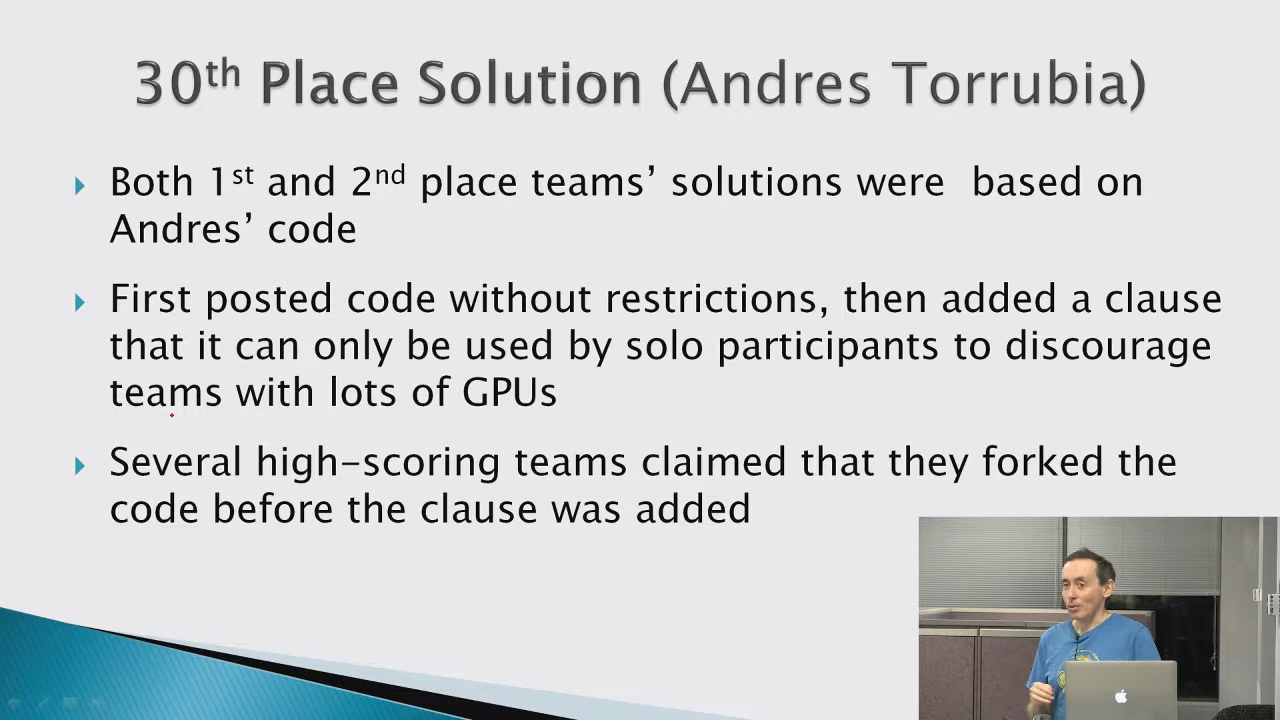 30th Place Solution (Andres Torrubia)
Both 1st and 2nd place teams’ solutions were based on
Andres’ code
First posted code without restrictions, then added a clause
that it can only be used by solo participants to discourage
teams with lots of GPUs
Several high-scoring teams claimed that they forked the
code before the clause was added